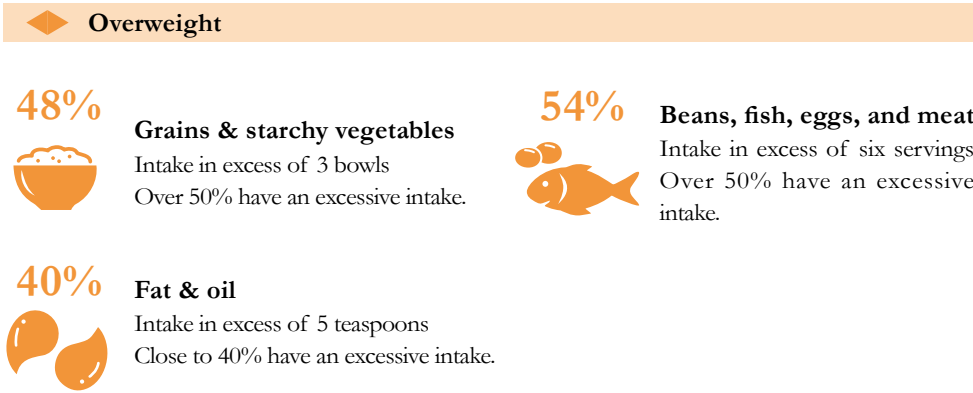 Overweight
48%
Grains & starchy vegetables
Intake in excess of 3 bowls
Over 50% have an excessive intake.
54%
Beans, fish, eggs, and meat
Intake in excess of six servings
Over 50% have an excessive
intake.
40%
Fat & oil
Intake in excess of 5 teaspoons
Close to 40% have an excessive intake.